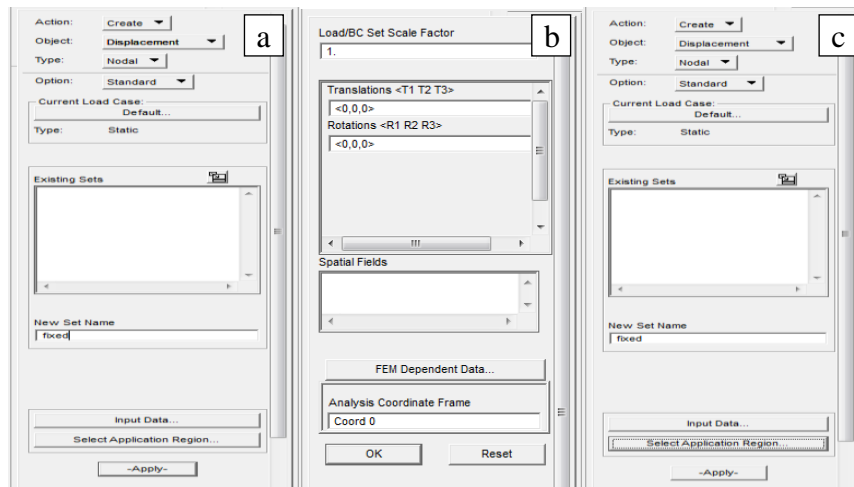 Action: Create
Object: Displacement
Type: Nodal
Option: Standard
Current Load Case:
Default...
Type: Static
Existing Sets
New Set Name
fixed
Input Data...
Select Application Region...
-Apply-
a
Load/BC Set Scale Factor
1.
Translations <T1 T2 T3>
<0,0,0>
Rotations <R1 R2 R3>
<0,0,0>
Spatial Fields
FEM Dependent Data...
Analysis Coordinate Frame
Coord 0
OK Reset
b
Action: Create
Object: Displacement
Type: Nodal
Option: Standard
Current Load Case:
Default...
Type: Static
Existing Sets
New Set Name
fixed
Input Data...
Select Application Region...
-Apply-
c